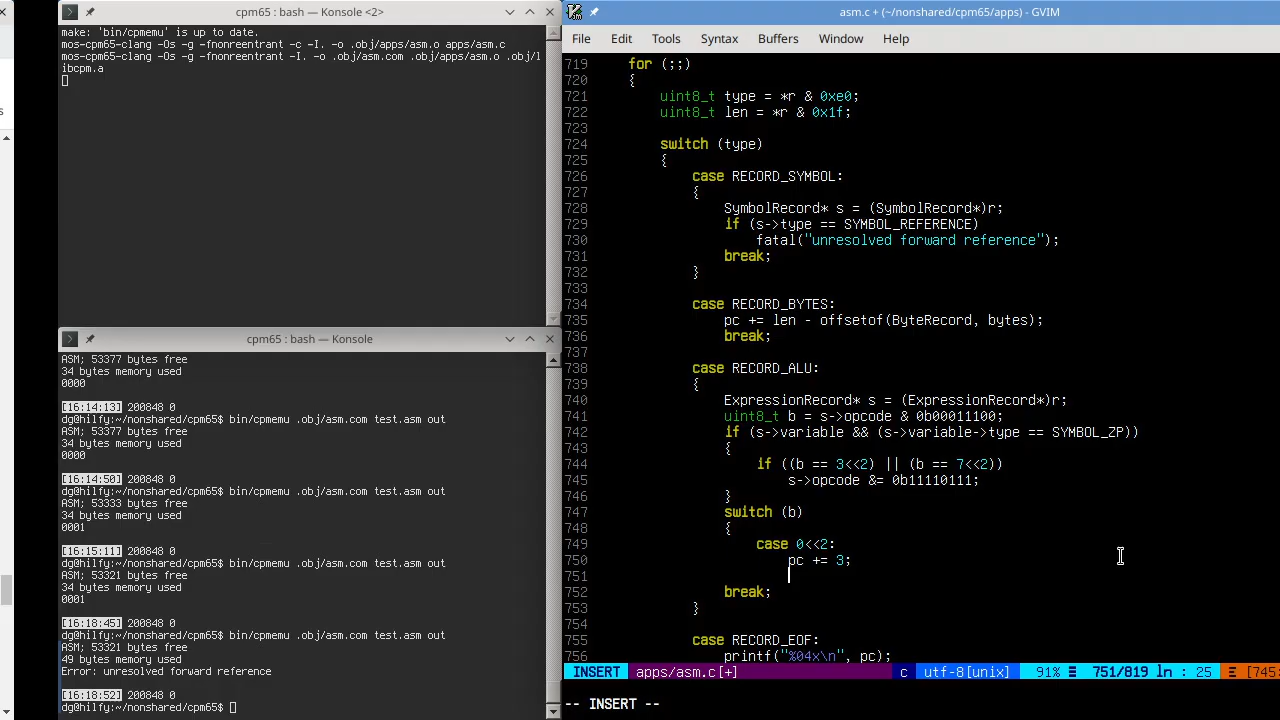 cpm65 : bash — Konsole <2>
make: 'bin/cpmemu' is up to date.
mos-cpm65-clang -Os -g -fnonreentrant -c -I. -o .obj/apps/asm.o apps/asm.c
mos-cpm65-clang -Os -g -fnonreentrant -I. -o .obj/asm.com .obj/apps/asm.o .obj/l
ibcpm.a
cpm65 : bash — Konsole
ASM; 53377 bytes free
34 bytes memory used
0000
[16:14:13] 200848 0
dg@hilfy:~/nonshared/cpm65$ bin/cpmemu .obj/asm.com test.asm out
ASM; 53377 bytes free
34 bytes memory used
0000
[16:14:50] 200848 0
dg@hilfy:~/nonshared/cpm65$ bin/cpmemu .obj/asm.com test.asm out
ASM; 53333 bytes free
34 bytes memory used
0001
[16:15:11] 200848 0
dg@hilfy:~/nonshared/cpm65$ bin/cpmemu .obj/asm.com test.asm out
ASM; 53321 bytes free
34 bytes memory used
0001
[16:18:45] 200848 0
dg@hilfy:~/nonshared/cpm65$ bin/cpmemu .obj/asm.com test.asm out
ASM; 53321 bytes free
49 bytes memory used
Error: unresolved forward reference
[16:18:52] 200848 0
dg@hilfy:~/nonshared/cpm65$
asm.c + (~/nonshared/cpm65/apps) - GVIM
File Edit Tools Syntax Buffers Window Help
719 for (;;)
720 {
721 uint8_t type = *r & 0xe0;
722 uint8_t len = *r & 0x1f;
723
724 switch (type)
725 {
726 case RECORD_SYMBOL:
727 {
728 SymbolRecord* s = (SymbolRecord*)r;
729 if (s->type == SYMBOL_REFERENCE)
730 fatal("unresolved forward reference");
731 break;
732 }
733
734 case RECORD_BYTES:
735 pc += len - offsetof(ByteRecord, bytes);
736 break;
737
738 case RECORD_ALU:
739 {
740 ExpressionRecord* s = (ExpressionRecord*)r;
741 uint8_t b = s->opcode & 0b00011100;
742 if (s->variable && (s->variable->type == SYMBOL_ZP))
743 {
744 if ((b == 3<<2) || (b == 7<<2))
745 s->opcode &= 0b11110111;
746 }
747 switch (b)
748 {
749 case 0<<2:
750 pc += 3;
751
752 break;
753 }
754
755 case RECORD_EOF:
756 printf("%04x\n", pc);
INSERT apps/asm.c[+] c utf-8[unix] 91% ☰ 751/819 ln : 25 Ξ [745:
-- INSERT --